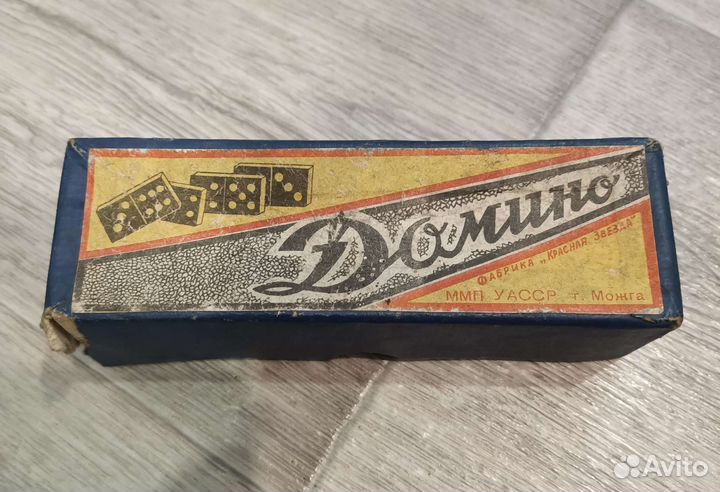 Домино
ФАБРИКА „КРАСНАЯ ЗВЕЗДА"
ММП УАССР г. Можга
Avito